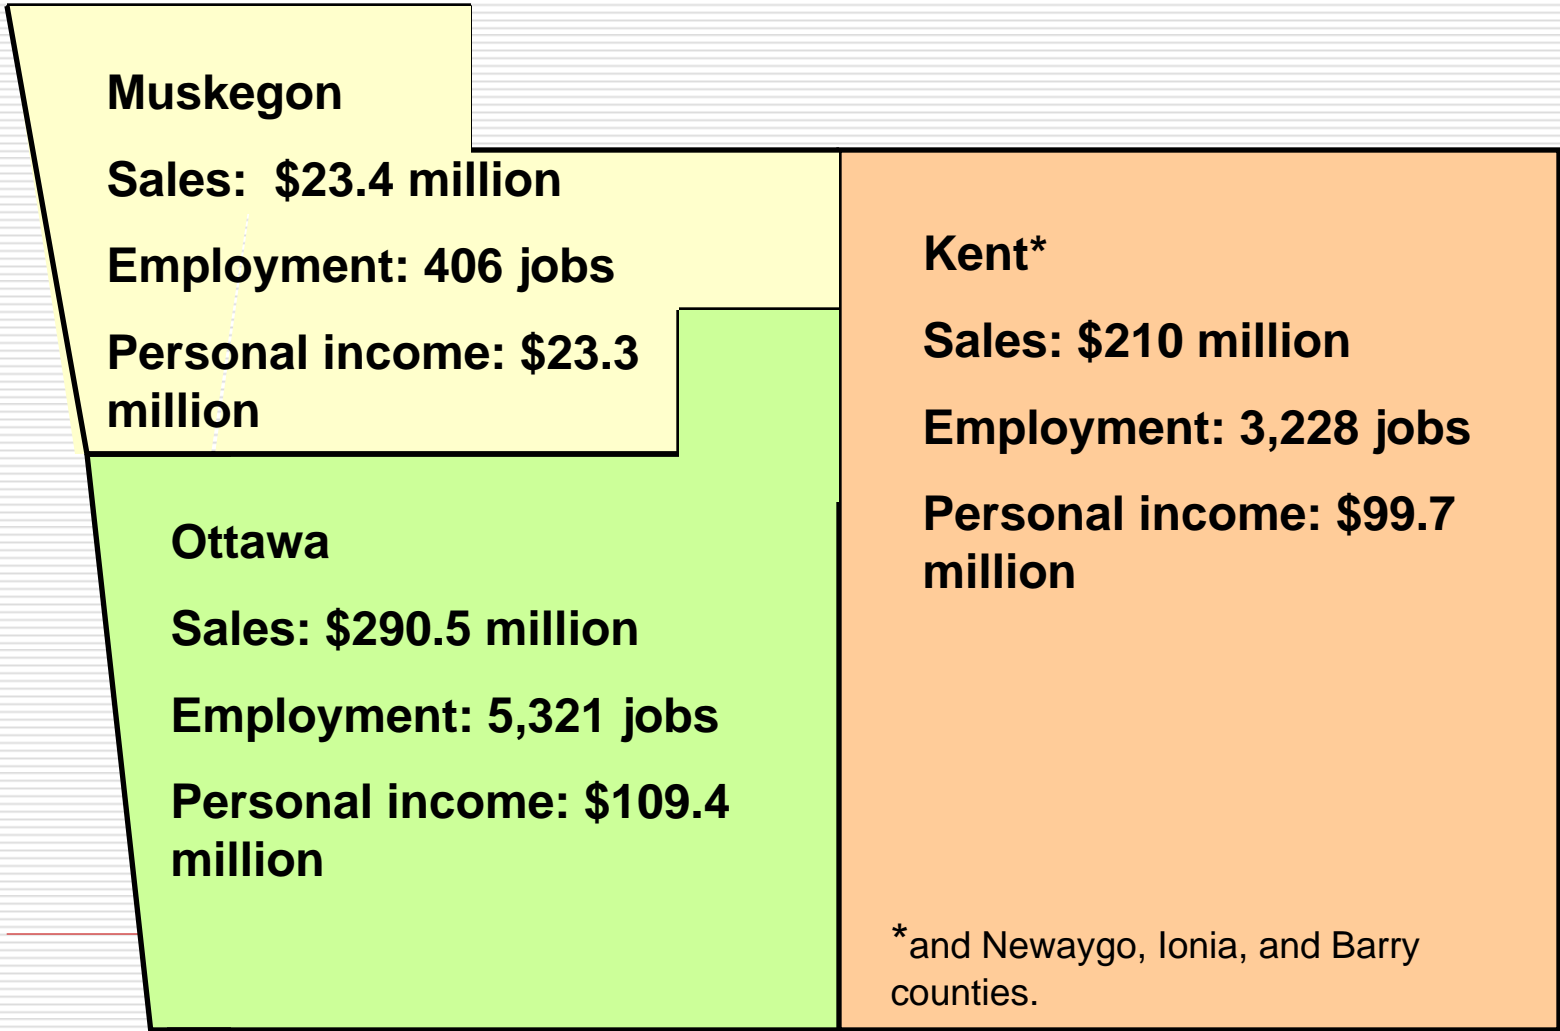 Muskegon
Sales:  $23.4 million
Employment: 406 jobs
Personal income: $23.3
million
Kent*
Sales: $210 million
Employment: 3,228 jobs
Personal income: $99.7
million
Ottawa
Sales: $290.5 million
Employment: 5,321 jobs
Personal income: $109.4
million
*and Newaygo, Ionia, and Barry
counties.